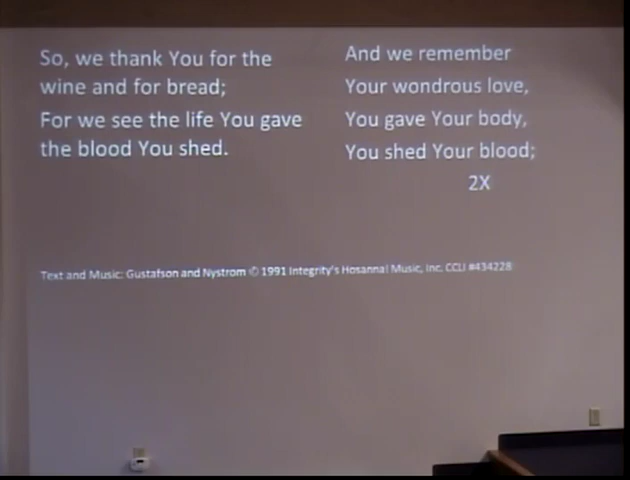 So, we thank You for the
wine and for bread;
For we see the life You gave
the blood You shed.
And we remember
Your wondrous love,
You gave Your body,
You shed Your blood;
2X
Text and Music: Gustafson and Nystrom © 1991 Integrity's Hosanna! Music, Inc. CCLI #434228